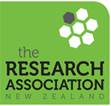 the
RESEARCH
ASSOCIATION
NEW ZEALAND